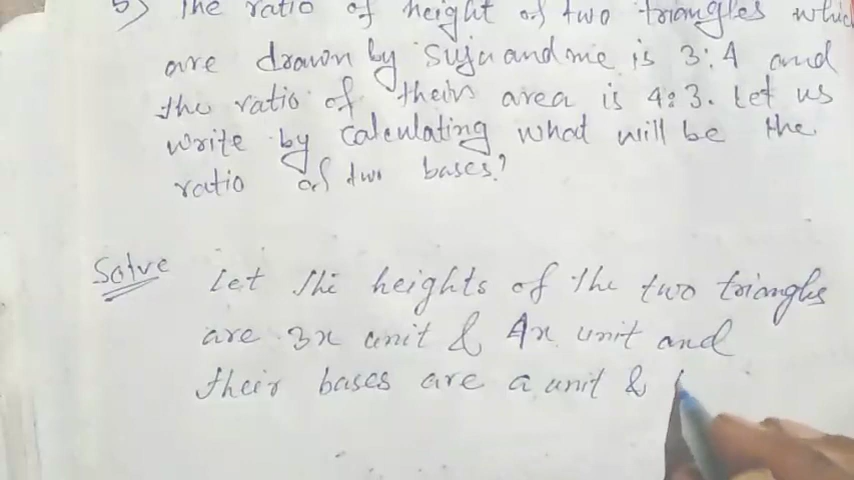 5) The ratio of height of two triangles which
are drawn by Suju and me is 3:4 and
the ratio of their area is 4:3. Let us
write by calculating what will be the
ratio of two bases?
Solve Let the heights of the two triangles
are 3x unit & 4x unit and
their bases are a unit &